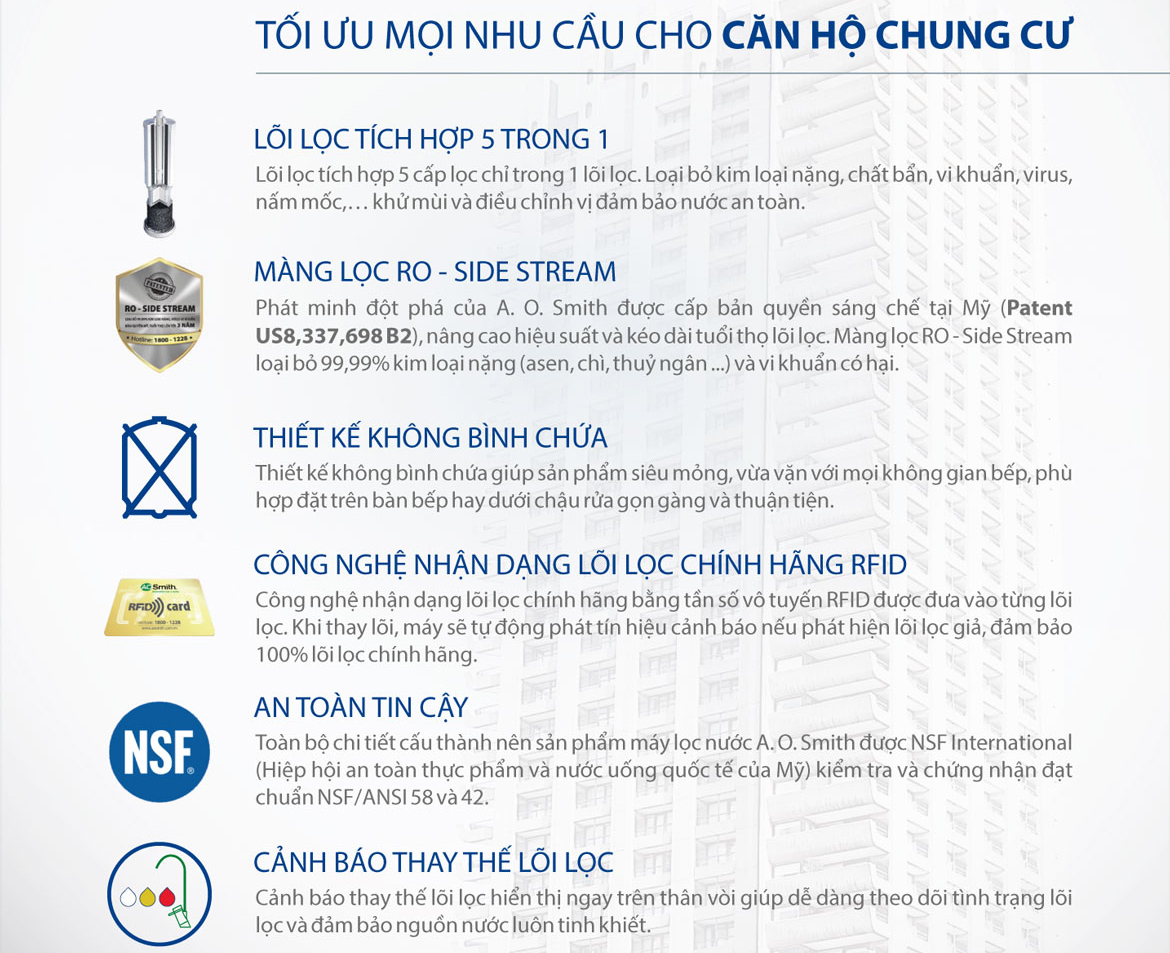 TỐI ƯU MỌI NHU CẦU CHO CĂN HỘ CHUNG CƯ
LÕI LỌC TÍCH HỢP 5 TRONG 1
Lõi lọc tích hợp 5 cấp lọc chỉ trong 1 lõi lọc. Loại bỏ kim loại nặng, chất bẩn, vi khuẩn, virus,
nấm mốc,… khử mùi và điều chỉnh vị đảm bảo nước an toàn.
PATENTED
RO - SIDE STREAM
3 NĂM
Hotline: 1800 - 1228
MÀNG LỌC RO - SIDE STREAM
Phát minh đột phá của A. O. Smith được cấp bản quyền sáng chế tại Mỹ (Patent
US8,337,698 B2), nâng cao hiệu suất và kéo dài tuổi thọ lõi lọc. Màng lọc RO - Side Stream
loại bỏ 99,99% kim loại nặng (asen, chì, thuỷ ngân ...) và vi khuẩn có hại.
THIẾT KẾ KHÔNG BÌNH CHỨA
Thiết kế không bình chứa giúp sản phẩm siêu mỏng, vừa vặn với mọi không gian bếp, phù
hợp đặt trên bàn bếp hay dưới chậu rửa gọn gàng và thuận tiện.
AO Smith
RFiD card
Hotline: 1800 - 1228
CÔNG NGHỆ NHẬN DẠNG LÕI LỌC CHÍNH HÃNG RFID
Công nghệ nhận dạng lõi lọc chính hãng bằng tần số vô tuyến RFID được đưa vào từng lõi
lọc. Khi thay lõi, máy sẽ tự động phát tín hiệu cảnh báo nếu phát hiện lõi lọc giả, đảm bảo
100% lõi lọc chính hãng.
NSF®
AN TOÀN TIN CẬY
Toàn bộ chi tiết cấu thành nên sản phẩm máy lọc nước A. O. Smith được NSF International
(Hiệp hội an toàn thực phẩm và nước uống quốc tế của Mỹ) kiểm tra và chứng nhận đạt
chuẩn NSF/ANSI 58 và 42.
CẢNH BÁO THAY THẾ LÕI LỌC
Cảnh báo thay thế lõi lọc hiển thị ngay trên thân vòi giúp dễ dàng theo dõi tình trạng lõi
lọc và đảm bảo nguồn nước luôn tinh khiết.